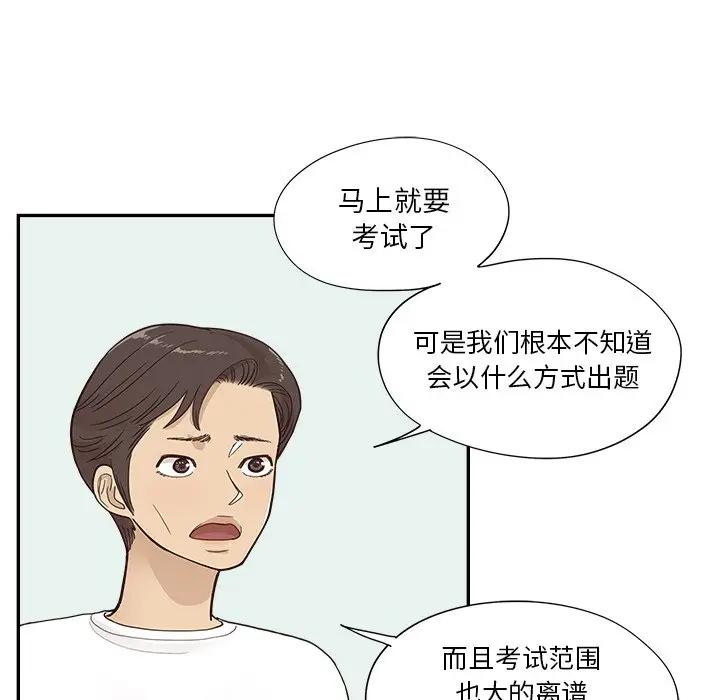 马上就要
考试了
可是我们根本不知道
会以什么方式出题
而且考试范围
也大的离谱